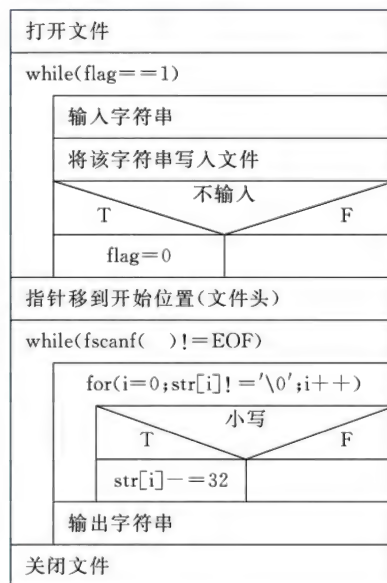 打开文件
while(flag==1)
输入字符串
将该字符串写入文件
不输入
T F
flag=0
指针移到开始位置(文件头)
while(fscanf( )!=EOF)
for(i=0;str[i]!='\0';i++)
小写
T F
str[i]-=32
输出字符串
关闭文件